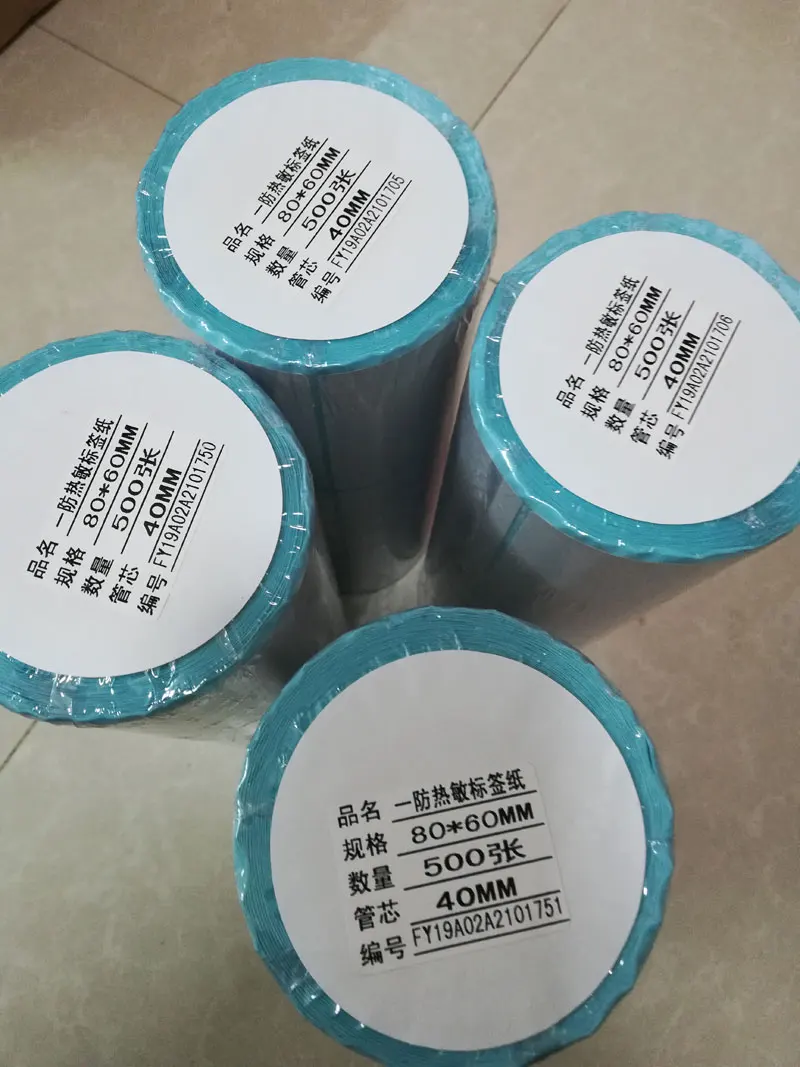 品名 一防热敏标签纸
规格 80*60MM
数量 500张
管芯 40MM
编号 FY19A02A2101705
品名 一防热敏标签纸
规格 80*60MM
数量 500张
管芯 40MM
编号 FY19A02A2101706
品名 一防热敏标签纸
规格 80*60MM
数量 500张
管芯 40MM
编号 FY19A02A2101750
品名 一防热敏标签纸
规格 80*60MM
数量 500张
管芯 40MM
编号 FY19A02A2101751